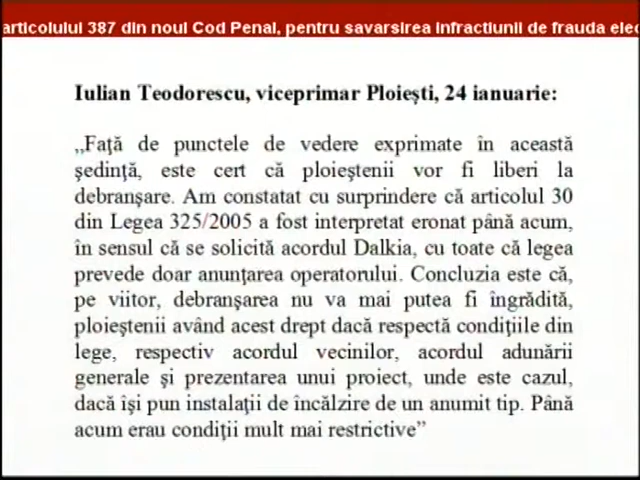 articolului 387 din noul Cod Penal, pentru savarsirea infractiunii de frauda elec
Iulian Teodorescu, viceprimar Ploieşti, 24 ianuarie:
„Faţă de punctele de vedere exprimate în această
şedinţă, este cert că ploieştenii vor fi liberi la
debranşare. Am constatat cu surprindere că articolul 30
din Legea 325/2005 a fost interpretat eronat până acum,
în sensul că se solicită acordul Dalkia, cu toate că legea
prevede doar anunţarea operatorului. Concluzia este că,
pe viitor, debranşarea nu va mai putea fi îngrădită,
ploieştenii având acest drept dacă respectă condiţiile din
lege, respectiv acordul vecinilor, acordul adunării
generale şi prezentarea unui proiect, unde este cazul,
dacă îşi pun instalaţii de încălzire de un anumit tip. Până
acum erau condiţii mult mai restrictive”